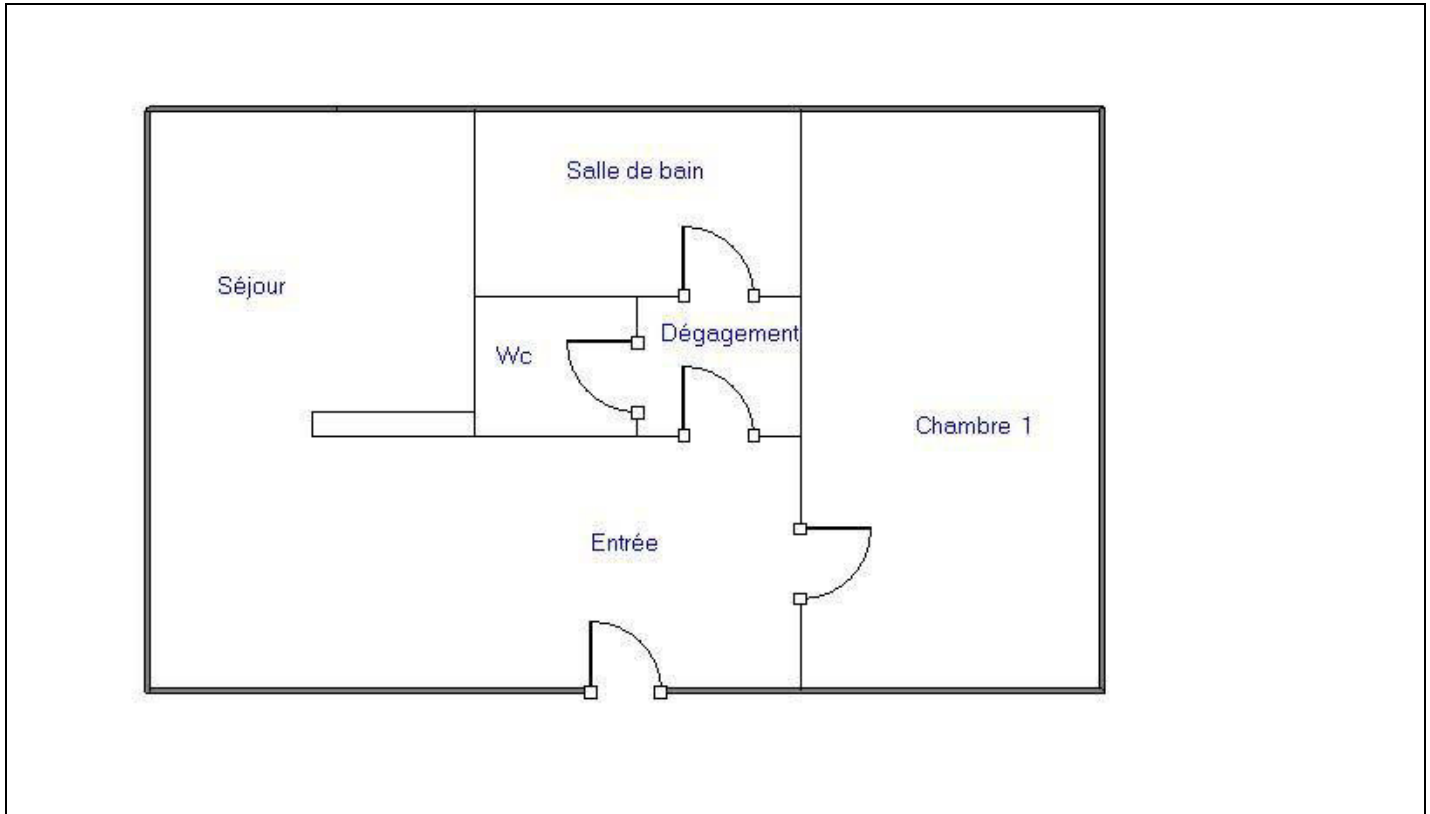 Salle de bain
Séjour
Dégagement
Wc
Chambre 1
Entrée